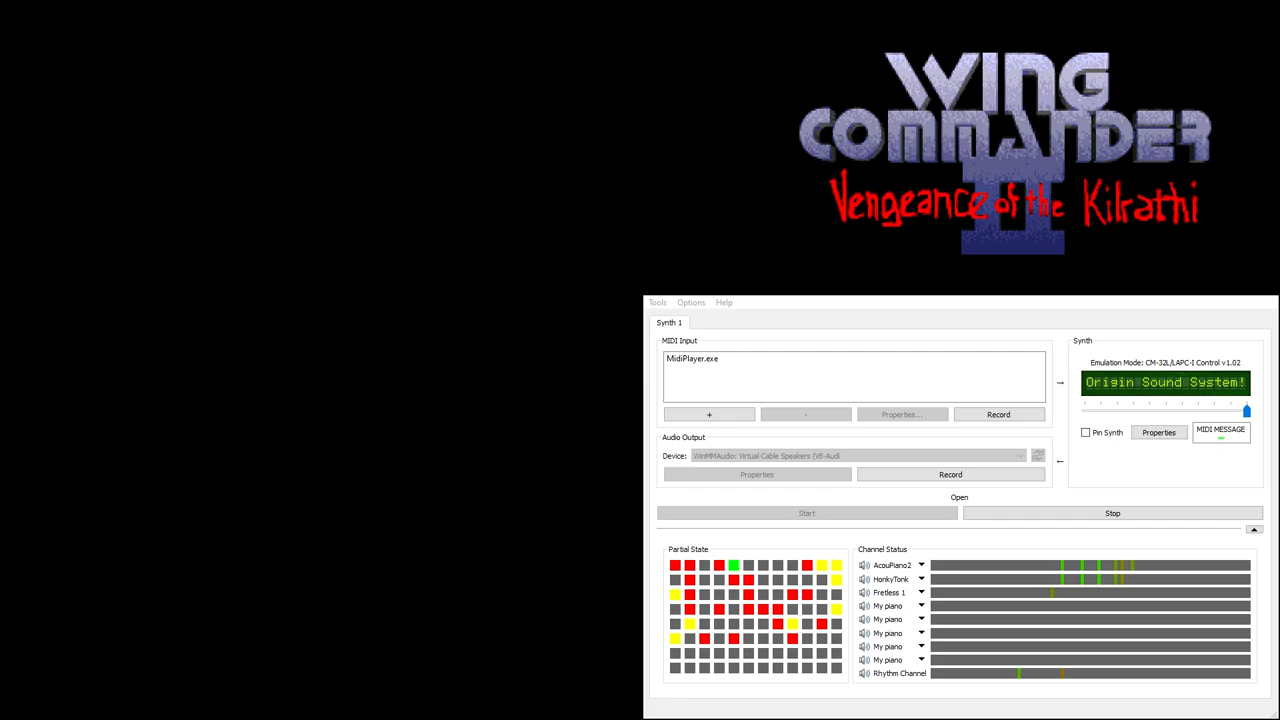 WING
COMMANDER
II
Vengeance of the Kilrathi
Tools Options Help
Synth 1
MIDI Input
MidiPlayer.exe
+ - Properties... Record
Synth
Emulation Mode: CM-32L/LAPC-I Control v1.02
Origin Sound System!
Pin Synth Properties MIDI MESSAGE
Audio Output
Device: WinMMAudio: Virtual Cable Speakers (VB-Audi
Properties Record
Open
Start Stop
Partial State
Channel Status
AcouPiano2
HonkyTonk
Fretless 1
My piano
My piano
My piano
My piano
My piano
Rhythm Channel